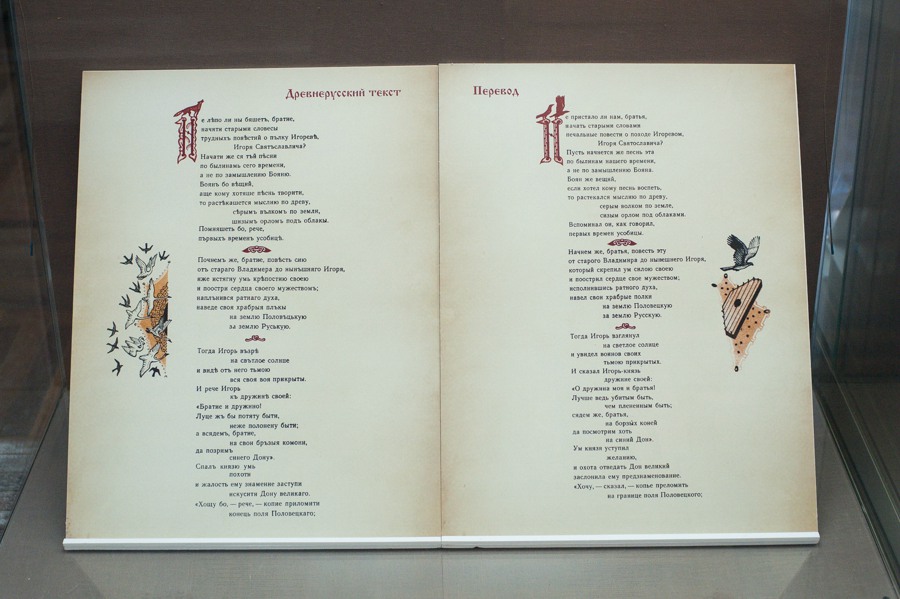 Древнерусский текст
Не лѣпо ли ны бяшетъ, братие,
начяти старыми словесы
трудныхъ повѣстий о пълку Игоревѣ,
Игоря Святъславлича?
Начати же ся тъй пѣсни
по былинамь сего времени,
а не по замышлению Бояню.
Боянъ бо вѣщий,
аще кому хотяше пѣснь творити,
то растѣкашется мыслию по древу,
сѣрымъ вълкомъ по земли,
шизымъ орломъ подъ облакы.
Помняшеть бо, рече,
първыхъ временъ усобицѣ.
Почнемъ же, братие, повѣсть сию
отъ стараго Владимера до нынѣшняго Игоря,
иже истягну умь крѣпостию своею
и поостри сердца своего мужествомъ;
наплънився ратнаго духа,
наведе своя храбрыя плъкы
на землю Половѣцькую
за землю Руськую.
Тогда Игорь възрѣ
на свѣтлое солнце
и видѣ отъ него тьмою
вся своя воя прикрыты.
И рече Игорь
къ дружинѣ своей:
«Братие и дружино!
Луце жъ бы потяту быти,
неже полонену быти;
а всядемъ, братие,
на свои бръзыя комони,
да позримъ
синего Дону».
Спалъ князю умь
похоти
и жалость ему знамение заступи
искусити Дону великаго.
«Хощу бо, — рече, — копие приломити
конець поля Половецкаго;
Перевод
Не пристало ли нам, братья,
начать старыми словами
печальные повести о походе Игоревом,
Игоря Святославича?
Пусть начнется же песнь эта
по былинам нашего времени,
а не по замышлению Бояна.
Боян же вещий,
если хотел кому песнь воспеть,
то растекался мыслию по древу,
серым волком по земле,
сизым орлом под облаками.
Вспоминал он, как говорил,
первых времен усобицы.
Начнем же, братья, повесть эту
от старого Владимира до нынешнего Игоря,
который скрепил ум силою своею
и поострил сердце свое мужеством;
исполнившись ратного духа,
навел свои храбрые полки
на землю Половецкую
за землю Русскую.
Тогда Игорь взглянул
на светлое солнце
и увидел воинов своих
тьмою прикрытых.
И сказал Игорь-князь
дружине своей:
«О дружина моя и братья!
Лучше ведь убитым быть,
чем плененным быть;
сядем же, братья,
на борзых коней
да посмотрим хоть
на синий Дон».
Ум князя уступил
желанию,
и охота отведать Дон великий
заслонила ему предзнаменование.
«Хочу, — сказал, — копье преломить
на границе поля Половецкого;